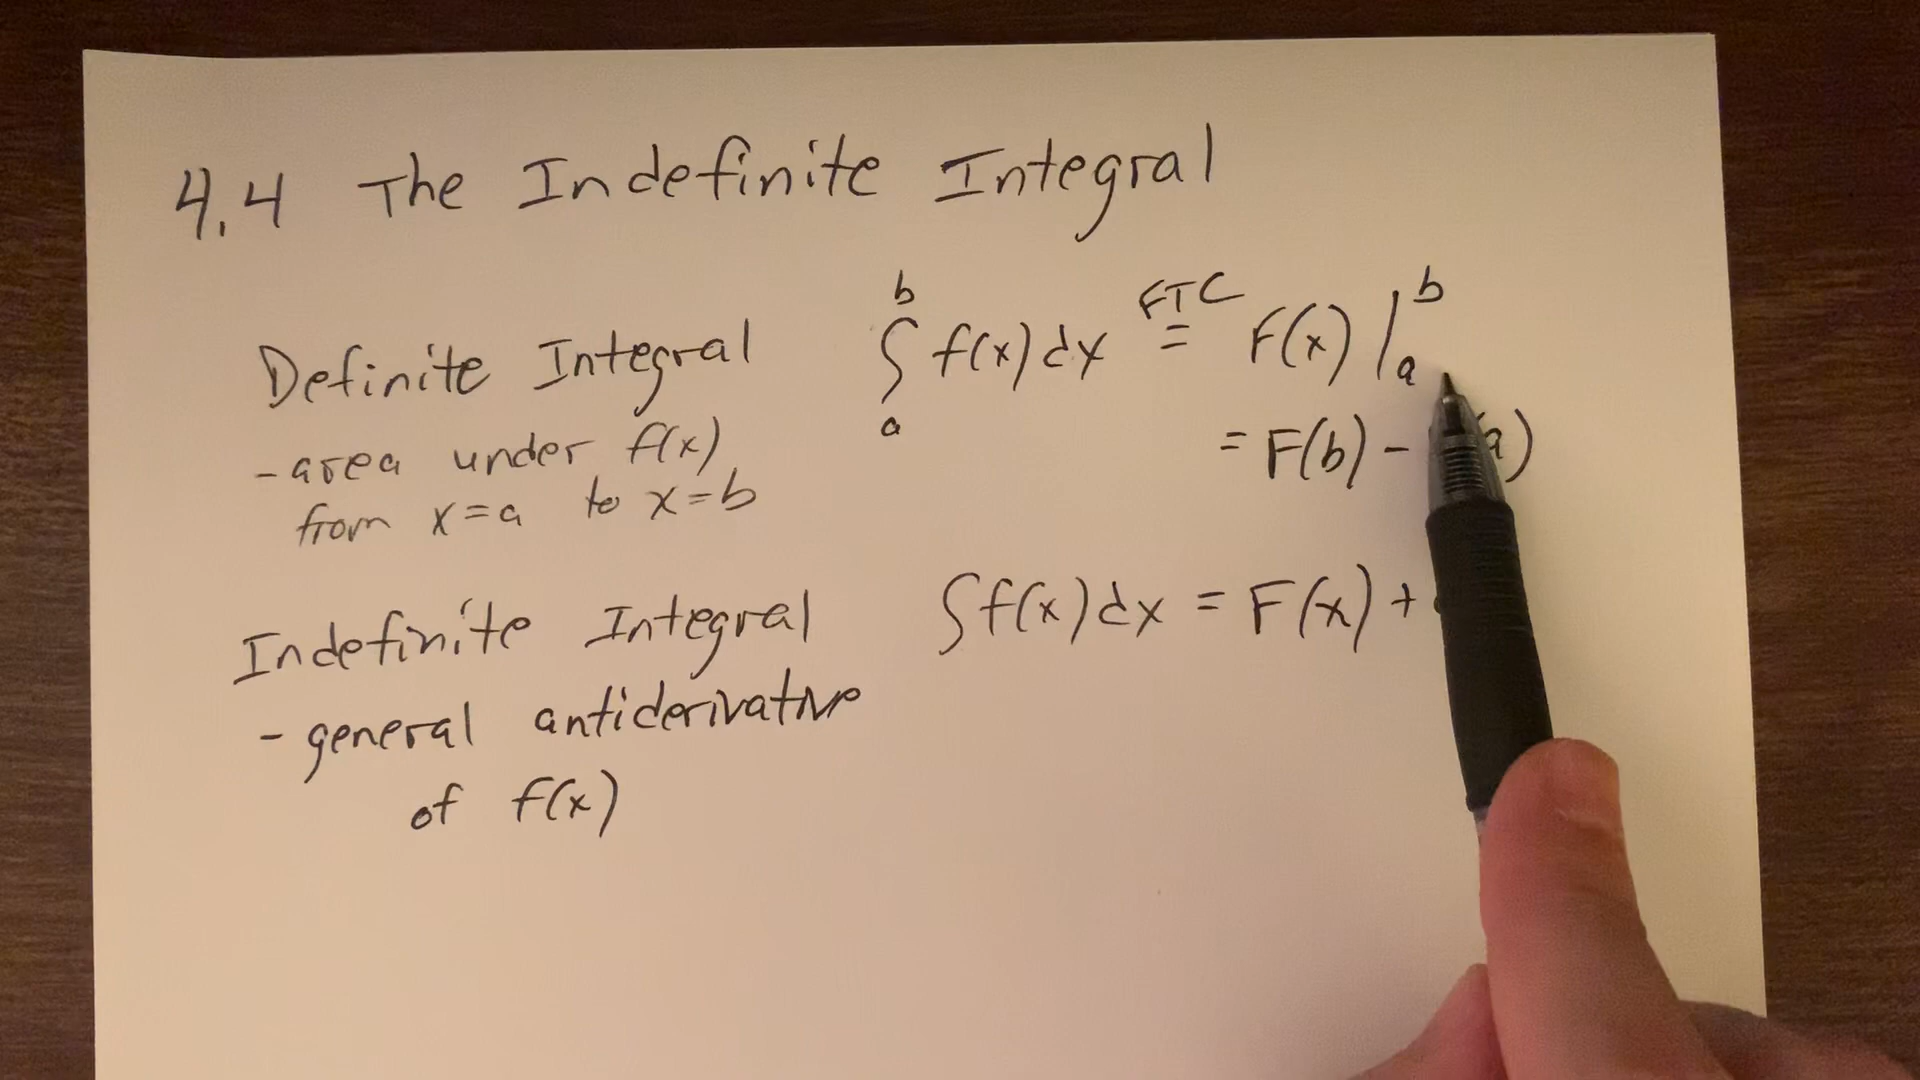 4.4 The Indefinite Integral
Definite Integral
- area under f(x)
from x=a to x=b
∫_a^b f(x)dx =^{FTC} F(x)|_a^b
= F(b) - (a)
Indefinite Integral
- general antiderivative
of f(x)
∫f(x)dx = F(x) +